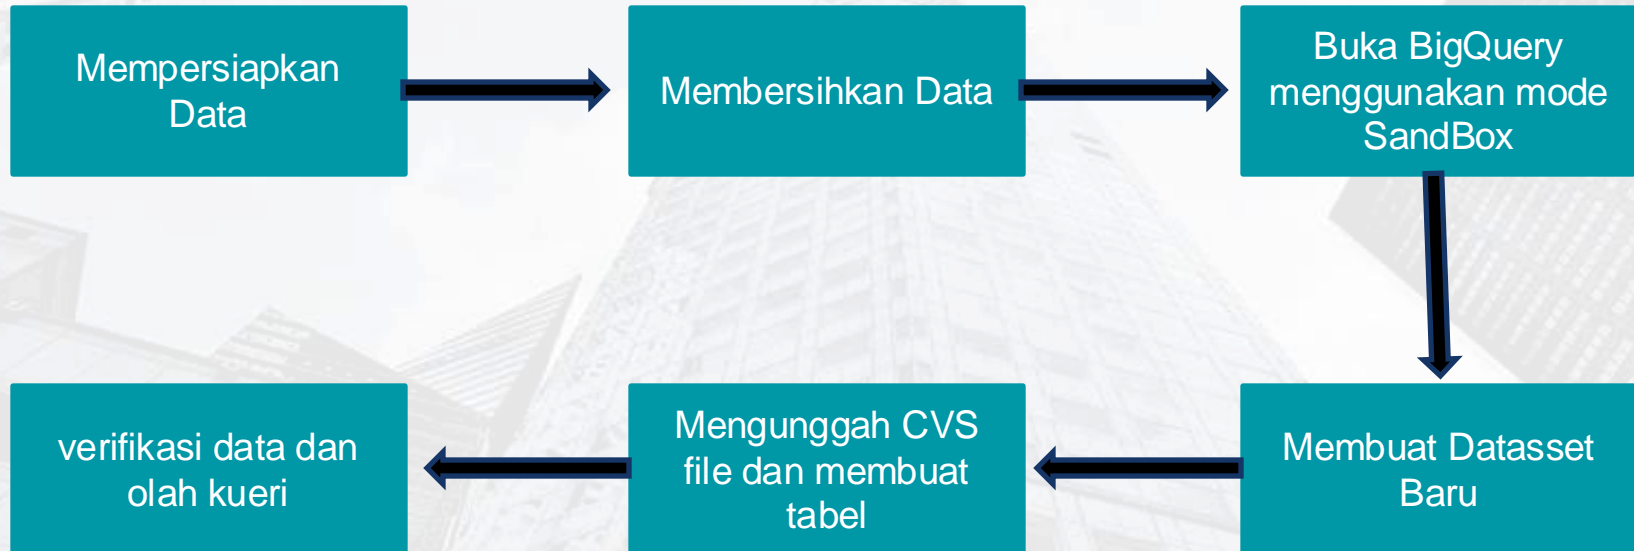 Mempersiapkan
Data
Membersihkan Data
Buka BigQuery
menggunakan mode
SandBox
Membuat Datasset
Baru
Mengunggah CVS
file dan membuat
tabel
verifikasi data dan
olah kueri